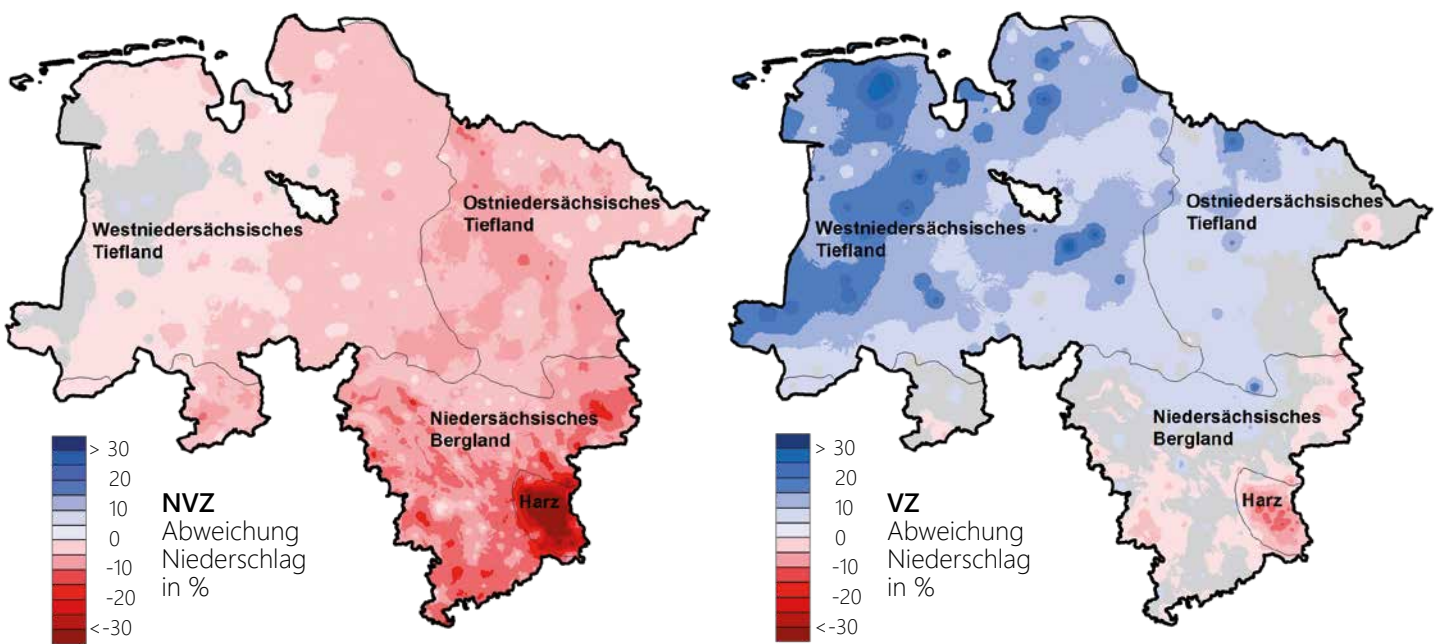 Westniedersächsisches
Tiefland
Ostniedersächsisches
Tiefland
Niedersächsisches
Bergland
Harz
> 30
20
10
0
-10
-20
<-30
NVZ
Abweichung
Niederschlag
in %
Westniedersächsisches
Tiefland
Ostniedersächsisches
Tiefland
Niedersächsisches
Bergland
Harz
> 30
20
10
0
-10
-20
<-30
VZ
Abweichung
Niederschlag
in %